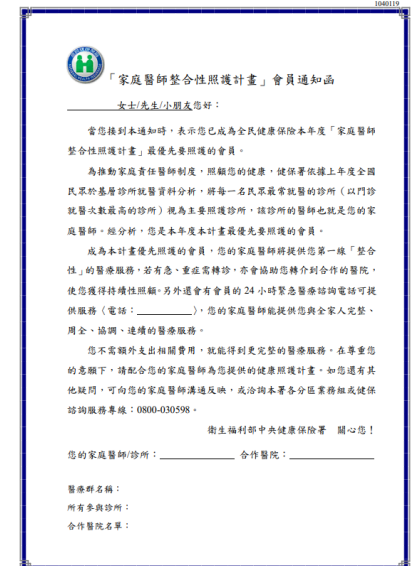 1040119
「家庭醫師整合性照護計畫」會員通知函
女士/先生/小朋友您好：
當您接到本通知時，表示您已成為全民健康保險本年度「家庭醫師
整合性照護計畫」最優先要照護的會員。
為推動家庭責任醫師制度，照顧您的健康，健保署依據上年度全國
民眾於基層診所就醫資料分析，將每一名民眾最常就醫的診所（以門診
就醫次數最高的診所）視為主要照護診所，該診所的醫師也就是您的家
庭醫師。經分析，您是本年度本計畫最優先要照護的會員。
成為本計畫優先照護的會員，您的家庭醫師將提供您第一線「整合
性」的醫療服務，若有急、重症需轉診，亦會協助您轉介到合作的醫院，
使您獲得持續性照顧。另外還會有會員的 24 小時緊急醫療諮詢電話可提
供服務（電話：__________），您的家庭醫師能提供您與全家人完整、
周全、協調、連續的醫療服務。
您不需額外支出相關費用，就能得到更完整的醫療服務。在尊重您
的意願下，請配合您的家庭醫師為您提供的健康照護計畫。如您還有其
他疑問，可向您的家庭醫師溝通反映，或洽詢本署各分區業務組或健保
諮詢服務專線：0800-030598。
衛生福利部中央健康保險署　關心您！
您的家庭醫師/診所：______________ 合作醫院：________________
醫療群名稱：
所有參與診所：
合作醫院名單：